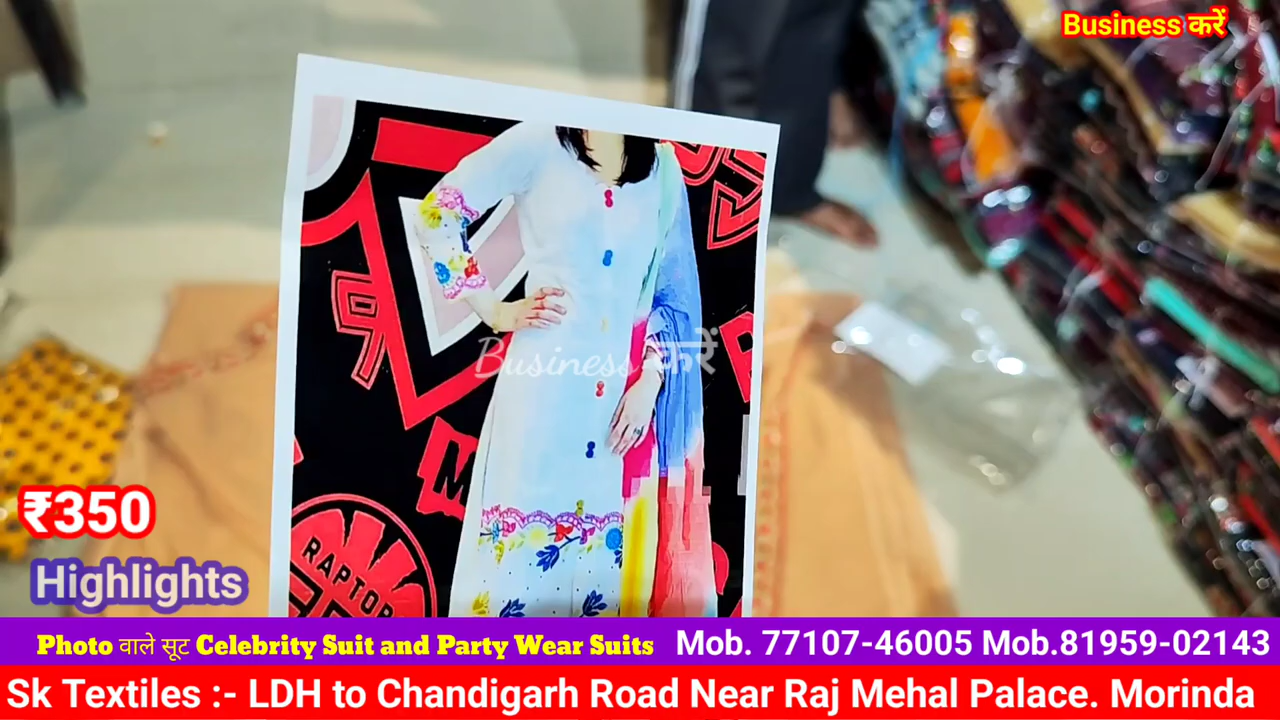 Business करें
RAPTOR
M
Business करें
₹350
Highlights
Photo वाले सूट Celebrity Suit and Party Wear Suits Mob. 77107-46005 Mob.81959-02143
Sk Textiles :- LDH to Chandigarh Road Near Raj Mehal Palace. Morinda